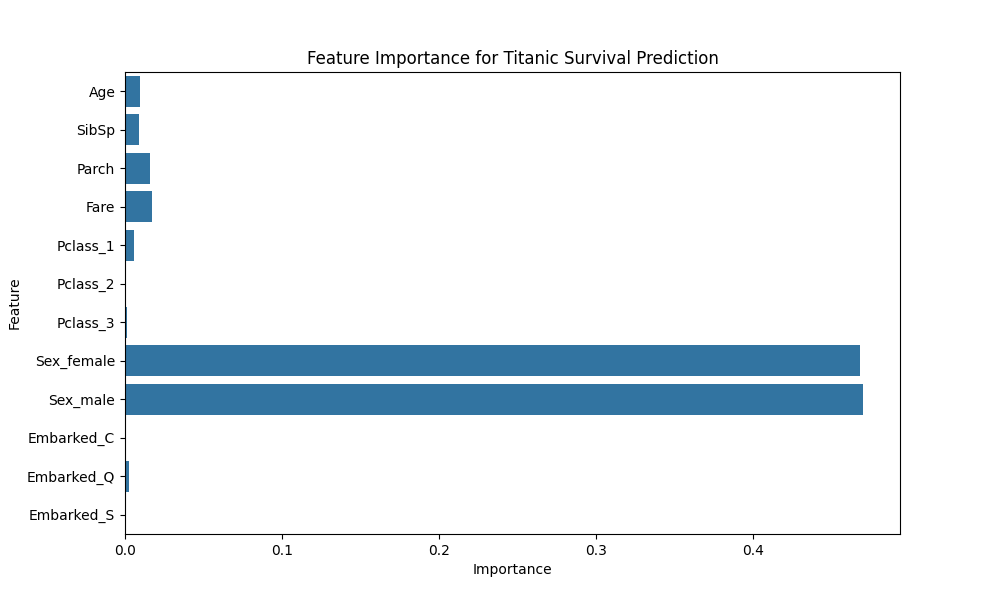 Feature Importance for Titanic Survival Prediction
Age
SibSp
Parch
Fare
Pclass_1
Pclass_2
Pclass_3
Sex_female
Sex_male
Embarked_C
Embarked_Q
Embarked_S
Feature
0.0 0.1 0.2 0.3 0.4
Importance